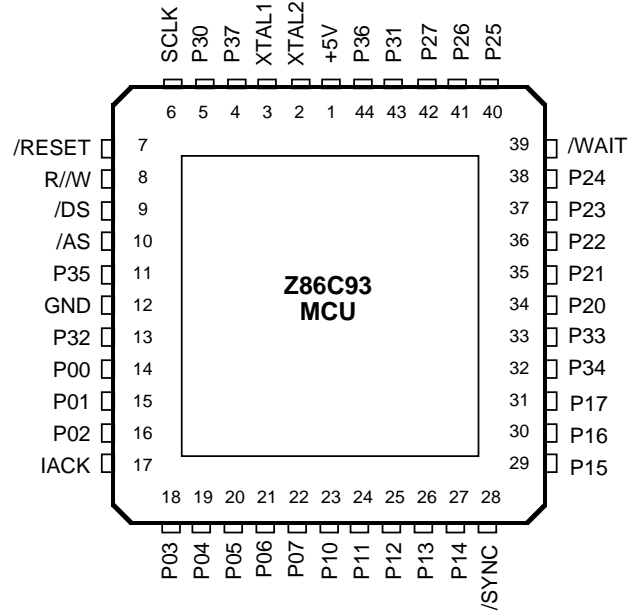 SCLK P30 P37 XTAL1 XTAL2 +5V P36 P31 P27 P26 P25
6 5 4 3 2 1 44 43 42 41 40
/RESET 7 39 /WAIT
R//W 8 38 P24
/DS 9 37 P23
/AS 10 36 P22
P35 11 35 P21
GND 12 34 P20
P32 13 33 P33
P00 14 32 P34
P01 15 31 P17
P02 16 30 P16
IACK 17 29 P15
Z86C93
MCU
18 19 20 21 22 23 24 25 26 27 28
P03 P04 P05 P06 P07 P10 P11 P12 P13 P14 /SYNC